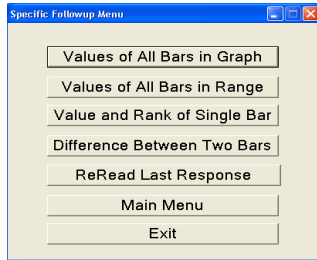 Specific Followup Menu
Values of All Bars in Graph
Values of All Bars in Range
Value and Rank of Single Bar
Difference Between Two Bars
ReRead Last Response
Main Menu
Exit